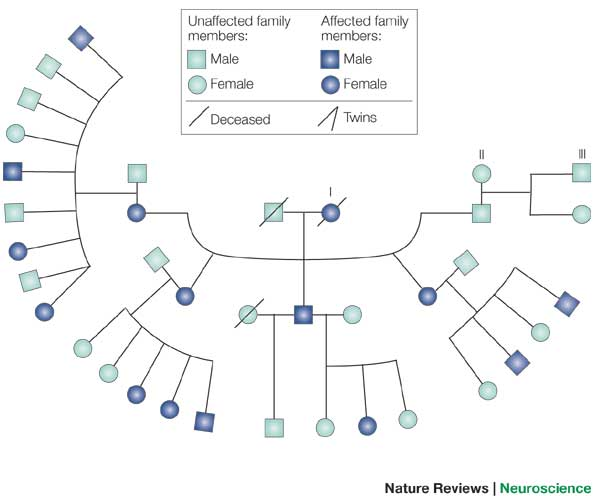 Unaffected family members:
Affected family members:
Male
Male
Female
Female
Deceased
Twins
I
II
III
Nature Reviews | Neuroscience